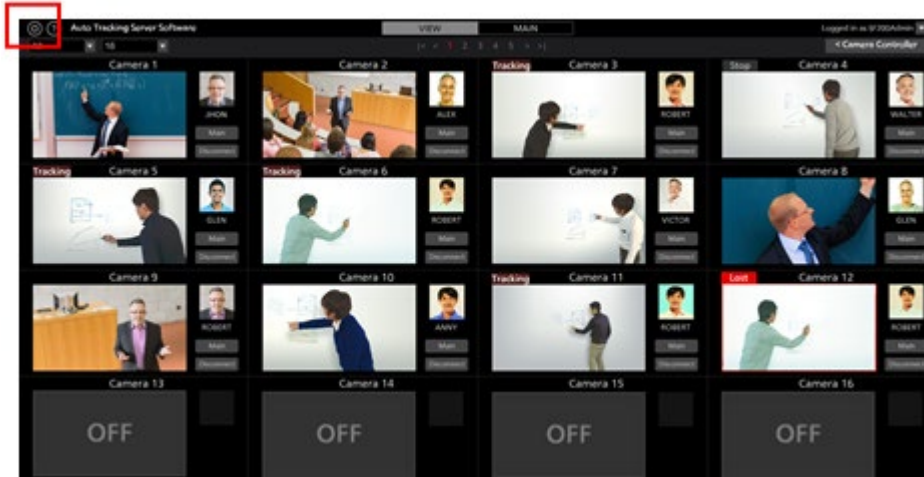 Auto Tracking Server Software VIEW MAIN Logged in as
16 |< < 1 2 3 4 5 > >| < Camera Controller
Camera 1 Camera 2 Tracking Camera 3 Stop Camera 4
JHON ALEX ROBERT WALTER
Main Main Main Main
Disconnect Disconnect Disconnect Disconnect
Tracking Camera 5 Tracking Camera 6 Camera 7 Camera 8
GLEN ROBERT VICTOR GLEN
Main Main Main Main
Disconnect Disconnect Disconnect Disconnect
Camera 9 Camera 10 Tracking Camera 11 Lost Camera 12
ROBERT ANNY ROBERT ROBERT
Main Main Main Main
Disconnect Disconnect Disconnect Disconnect
Camera 13 Camera 14 Camera 15 Camera 16
OFF OFF OFF OFF